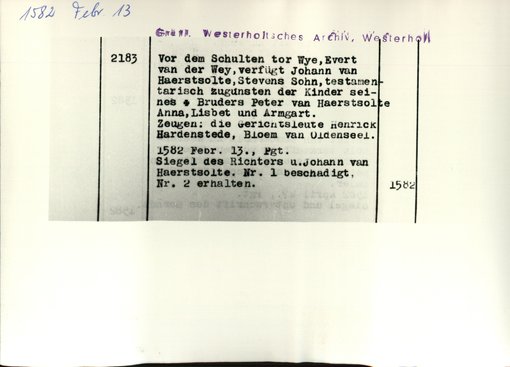 1582 Febr. 13
Gräfl. Westerholtsches Archiv, Westerholt
2183
Vor dem Schulten tor Wye, Evert
van der Wey, verfügt Johann van
Haerstsolte, Stevens Sohn, testamen-
tarisch zugunsten der Kinder sei-
nes Bruders Peter van Haerstsolte
Anna, Lisbet und Armgart.
Zeugen: die Gerichtsleute Henrick
Hardenstede, Bloem van Oldenseel.
1582 Febr. 13., Pgt.
Siegel des Richters u. Johann van
Haerstsolte. Nr. 1 beschadigt,
Nr. 2 erhalten.
1582